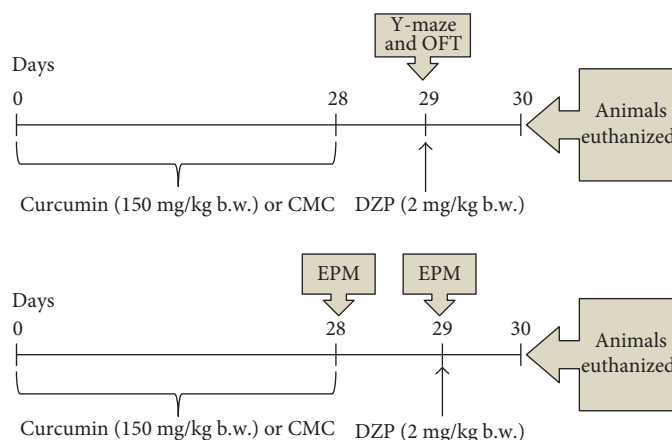 Y-maze
and OFT
Days
0
28
29
30
Animals
euthanized
Curcumin (150 mg/kg b.w.) or CMC
DZP (2 mg/kg b.w.)
EPM
EPM
Days
0
28
29
30
Animals
euthanized
Curcumin (150 mg/kg b.w.) or CMC
DZP (2 mg/kg b.w.)